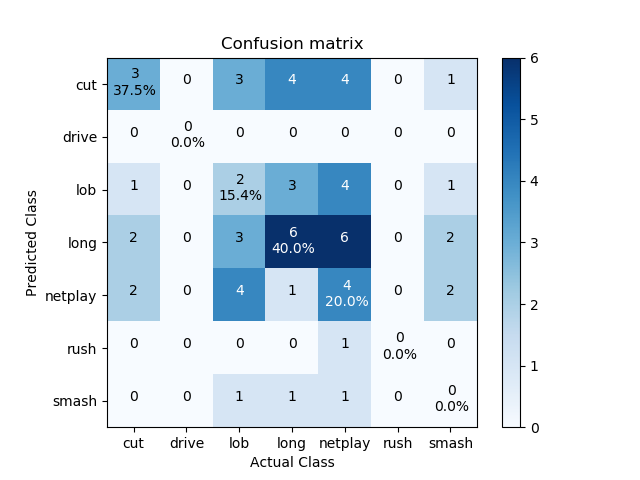 Confusion matrix
Predicted Class
cut 3 0 3 4 4 0 1
37.5%
drive 0 0 0 0 0 0 0
0.0%
lob 1 0 2 3 4 0 1
15.4%
long 2 0 3 6 6 0 2
40.0%
netplay 2 0 4 1 4 0 2
20.0%
rush 0 0 0 0 1 0 0
0.0%
smash 0 0 1 1 1 0 0
0.0%
cut drive lob long netplay rush smash
Actual Class
6
5
4
3
2
1
0